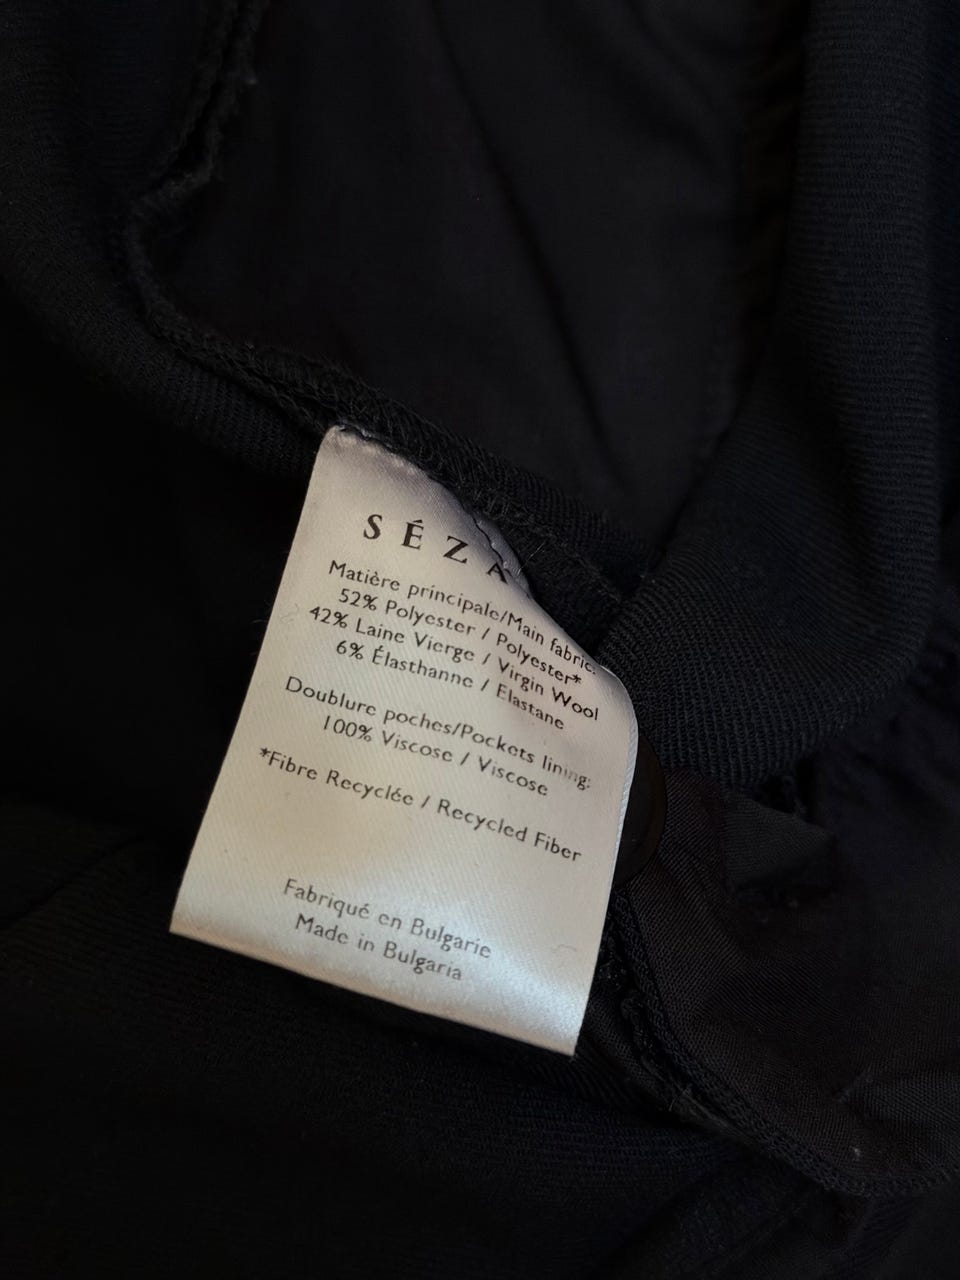 SÉZA
Matière principale/Main fabric:
52% Polyester / Polyester*
42% Laine Vierge / Virgin Wool
6% Élasthanne / Elastane
Doublure poches/Pockets lining:
100% Viscose / Viscose
*Fibre Recyclée / Recycled Fiber
Fabriqué en Bulgarie
Made in Bulgaria